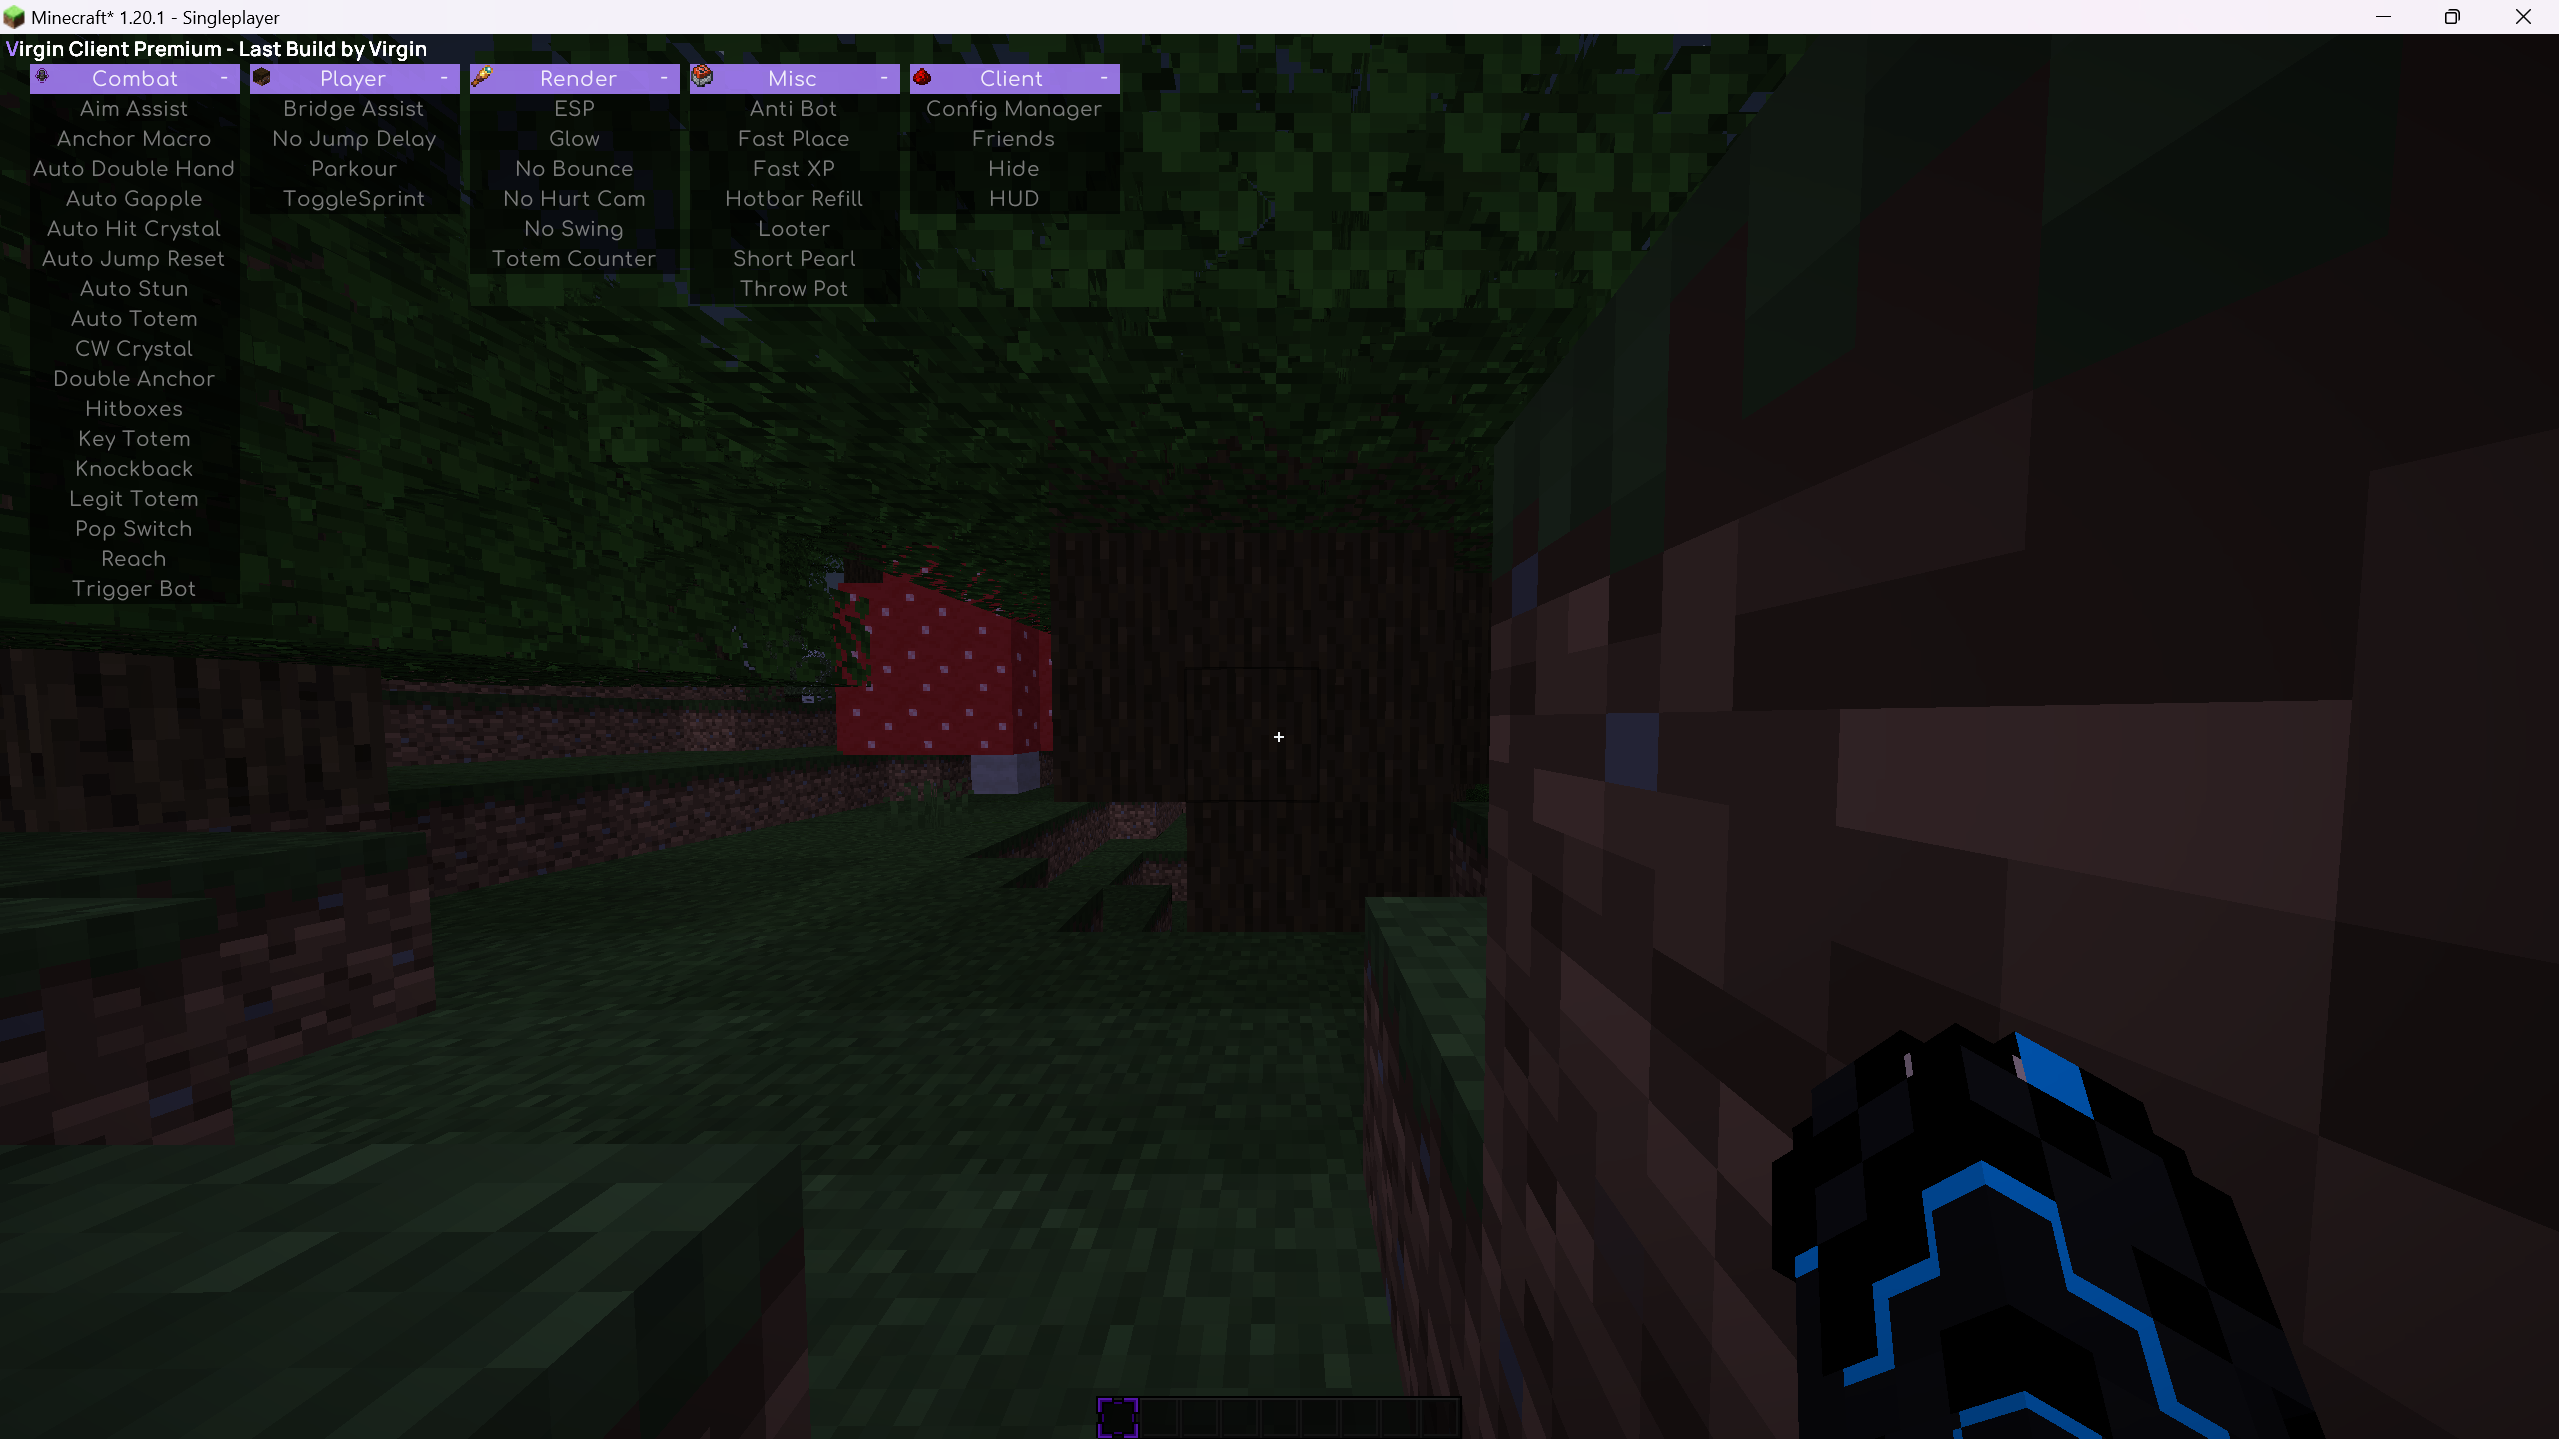 Minecraft* 1.20.1 - Singleplayer
Virgin Client Premium - Last Build by Virgin
Combat -
Aim Assist
Anchor Macro
Auto Double Hand
Auto Gapple
Auto Hit Crystal
Auto Jump Reset
Auto Stun
Auto Totem
CW Crystal
Double Anchor
Hitboxes
Key Totem
Knockback
Legit Totem
Pop Switch
Reach
Trigger Bot
Player -
Bridge Assist
No Jump Delay
Parkour
ToggleSprint
Render -
ESP
Glow
No Bounce
No Hurt Cam
No Swing
Totem Counter
Misc -
Anti Bot
Fast Place
Fast XP
Hotbar Refill
Looter
Short Pearl
Throw Pot
Client -
Config Manager
Friends
Hide
HUD